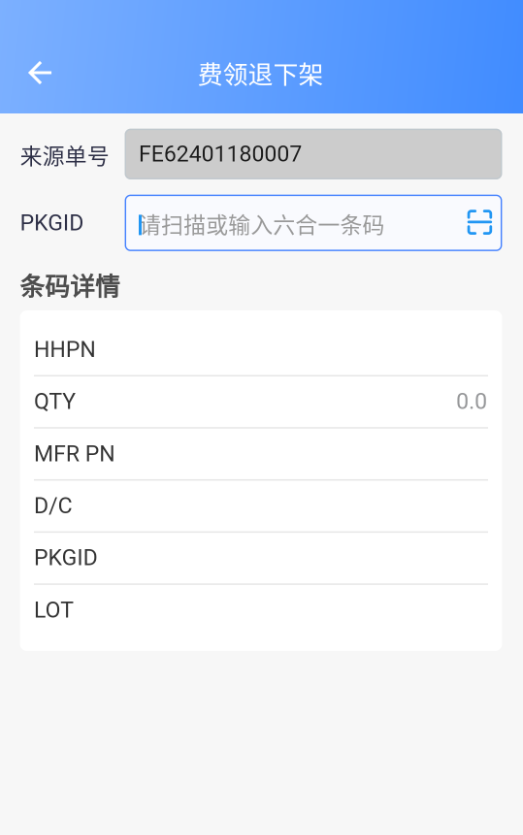 费领退下架
来源单号 FE62401180007
PKGID 请扫描或输入六合一条码
条码详情
HHPN
QTY 0.0
MFR PN
D/C
PKGID
LOT